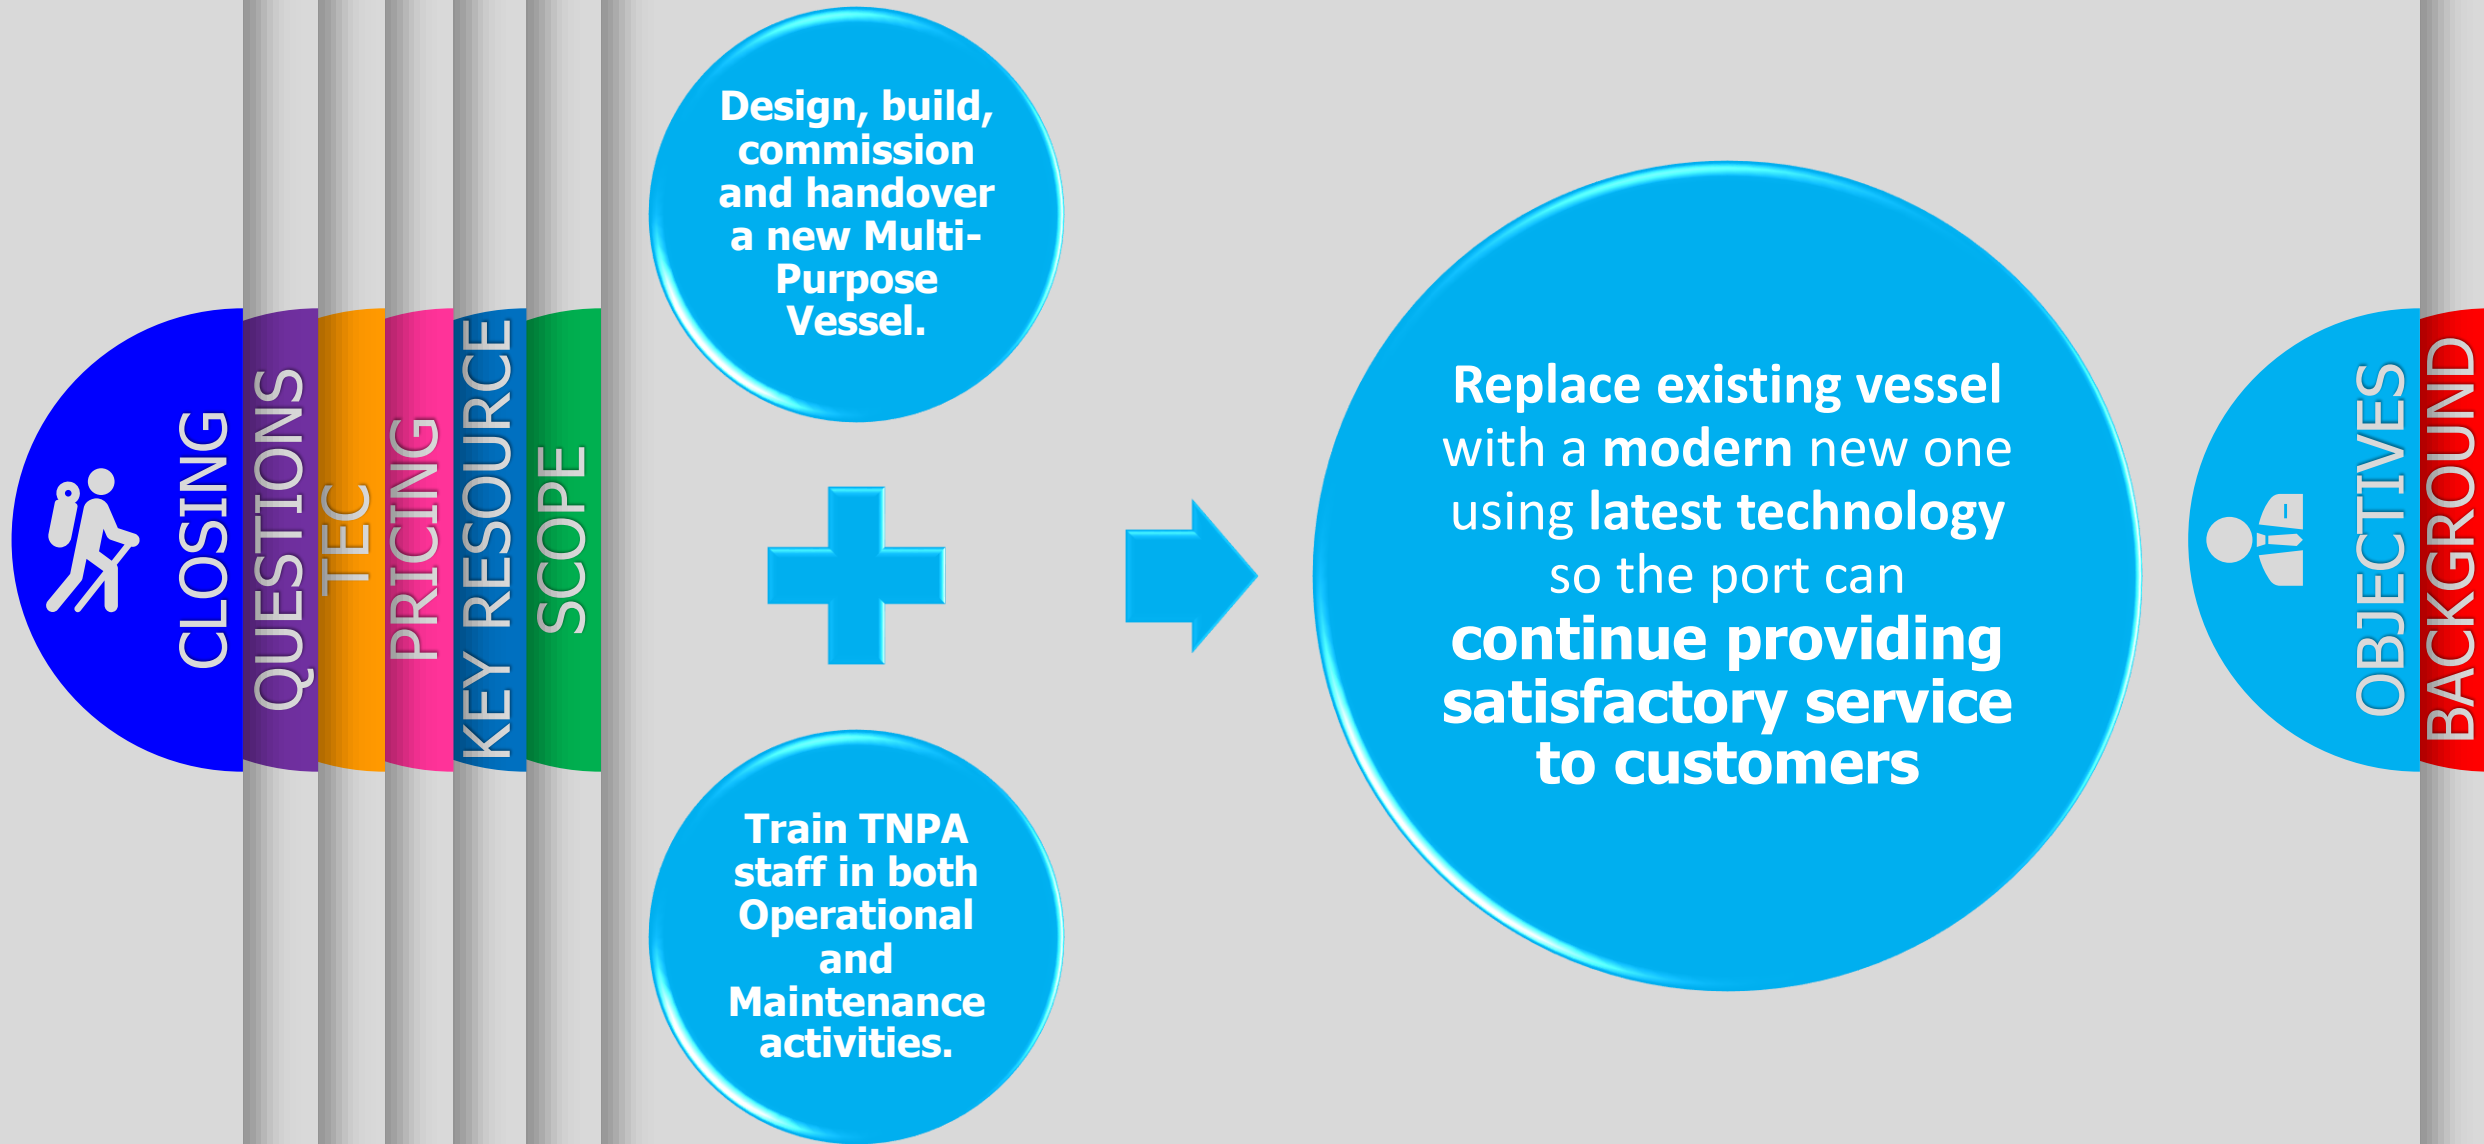 CLOSING
QUESTIONS
TEC
PRICING
KEY RESOURCE
SCOPE
Design, build,
commission
and handover
a new Multi-
Purpose
Vessel.
Train TNPA
staff in both
Operational
and
Maintenance
activities.
Replace existing vessel
with a modern new one
using latest technology
so the port can
continue providing
satisfactory service
to customers
OBJECTIVES
BACKGROUND